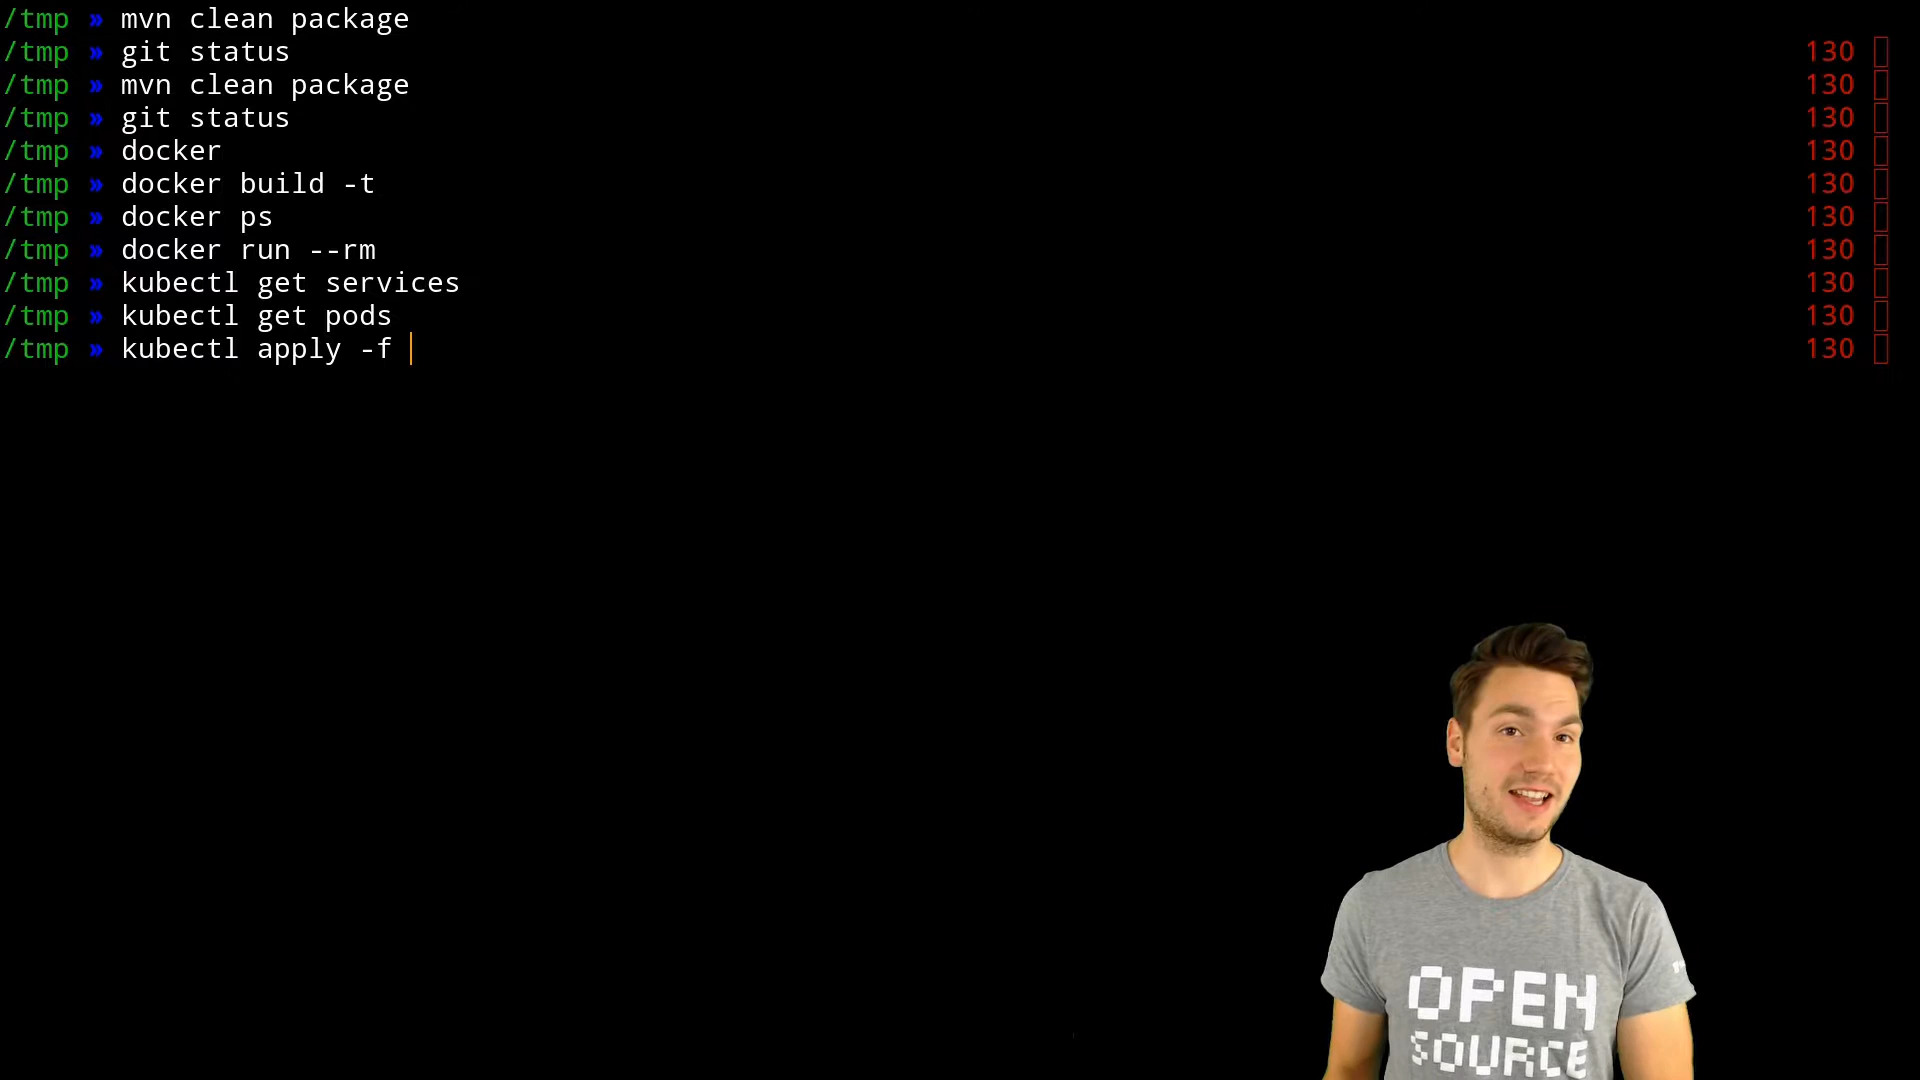 /tmp » mvn clean package
/tmp » git status 130
/tmp » mvn clean package 130
/tmp » git status 130
/tmp » docker 130
/tmp » docker build -t 130
/tmp » docker ps 130
/tmp » docker run --rm 130
/tmp » kubectl get services 130
/tmp » kubectl get pods 130
/tmp » kubectl apply -f 130
OPEN
SOURCE